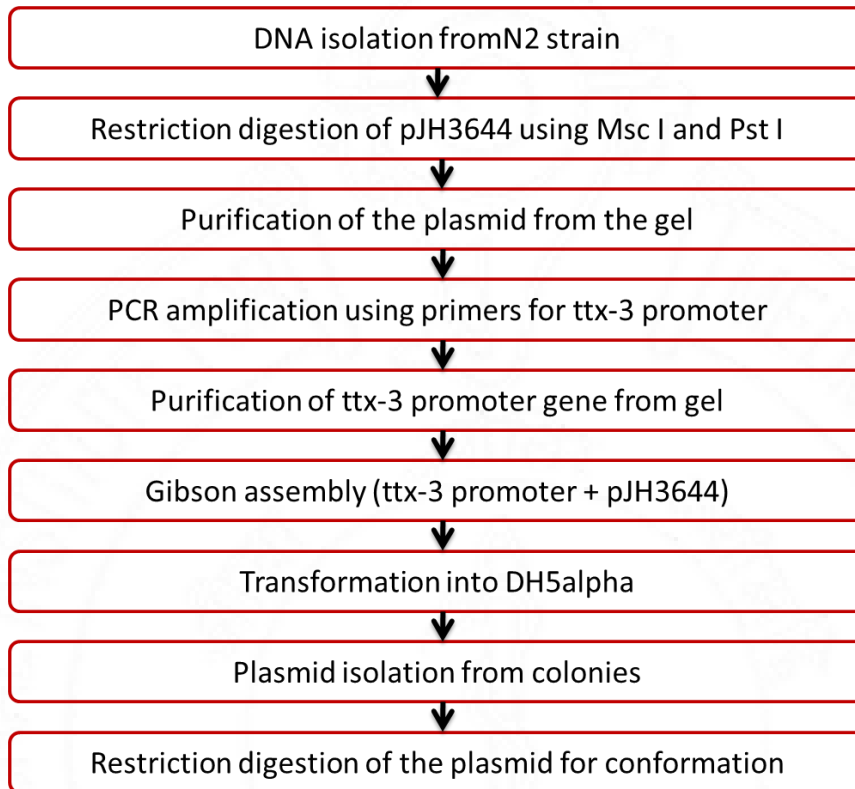 DNA isolation fromN2 strain
Restriction digestion of pJH3644 using Msc I and Pst I
Purification of the plasmid from the gel
PCR amplification using primers for ttx-3 promoter
Purification of ttx-3 promoter gene from gel
Gibson assembly (ttx-3 promoter + pJH3644)
Transformation into DH5alpha
Plasmid isolation from colonies
Restriction digestion of the plasmid for conformation